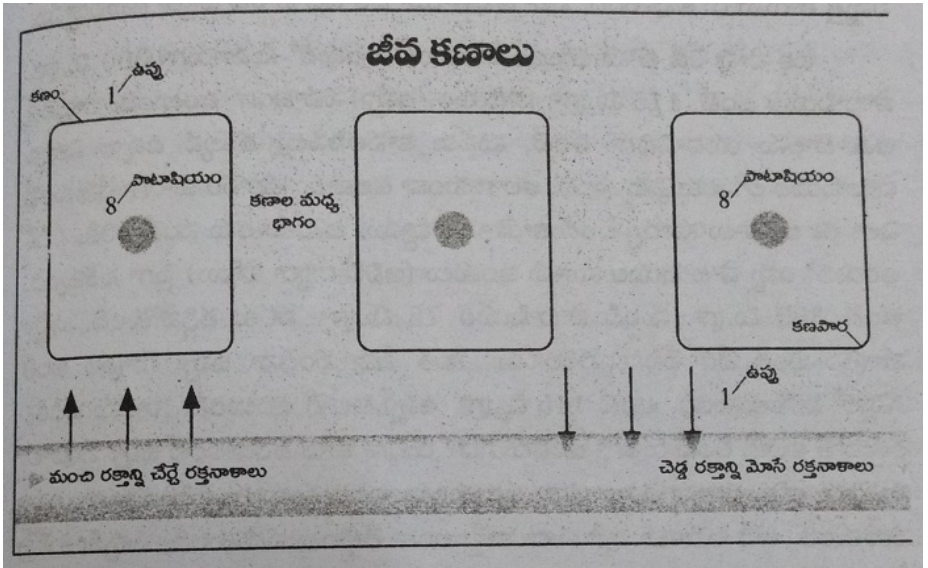 జీవ కణాలు
ఉప్పు
కణం
1
పొటాషియం
8
కణాల మధ్య
భాగం
పొటాషియం
8
కణపొర
ఉప్పు
1
మంచి రక్తాన్ని చేర్చే రక్తనాళాలు
చెడ్డ రక్తాన్ని మోసే రక్తనాళాలు